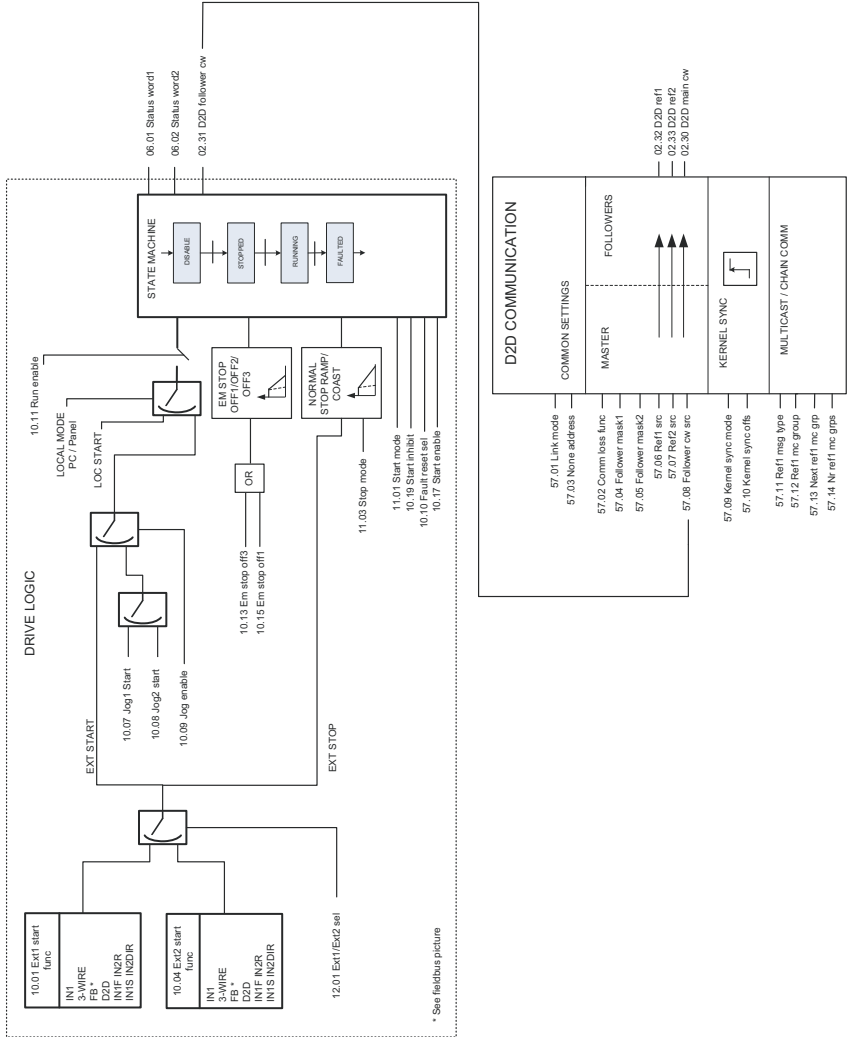 DRIVE LOGIC
10.01 Ext1 start
func
IN1
3-WIRE
FB *
D2D
IN1F IN2R
IN1S IN2DIR
10.04 Ext2 start
func
IN1
3-WIRE
FB *
D2D
IN1F IN2R
IN1S IN2DIR
12.01 Ext1/Ext2 sel
* See fieldbus picture
EXT START
EXT STOP
10.07 Jog1 Start
10.08 Jog2 start
10.09 Jog enable
10.11 Run enable
LOCAL MODE
PC / Panel
LOC START
10.13 Em stop off3
10.15 Em stop off1
OR
EM STOP
OFF1/OFF2/
OFF3
NORMAL
STOP RAMP/
COAST
11.03 Stop mode
11.01 Start mode
10.19 Start inhibit
10.10 Fault reset sel
10.17 Start enable
STATE MACHINE
DISABLE
STOPPED
RUNNING
FAULTED
06.01 Status word1
06.02 Status word2
02.31 D2D follower cw
D2D COMMUNICATION
COMMON SETTINGS
57.01 Link mode
57.03 None address
MASTER
FOLLOWERS
57.02 Comm loss func
57.04 Follower mask1
57.05 Follower mask2
57.06 Ref1 src
57.07 Ref2 src
57.08 Follower cw src
02.32 D2D ref1
02.33 D2D ref2
02.30 D2D main cw
KERNEL SYNC
57.09 Kernel sync mode
57.10 Kernel sync offs
MULTICAST / CHAIN COMM
57.11 Ref1 msg type
57.12 Ref1 mc group
57.13 Next ref1 mc grp
57.14 Nr ref1 mc grps